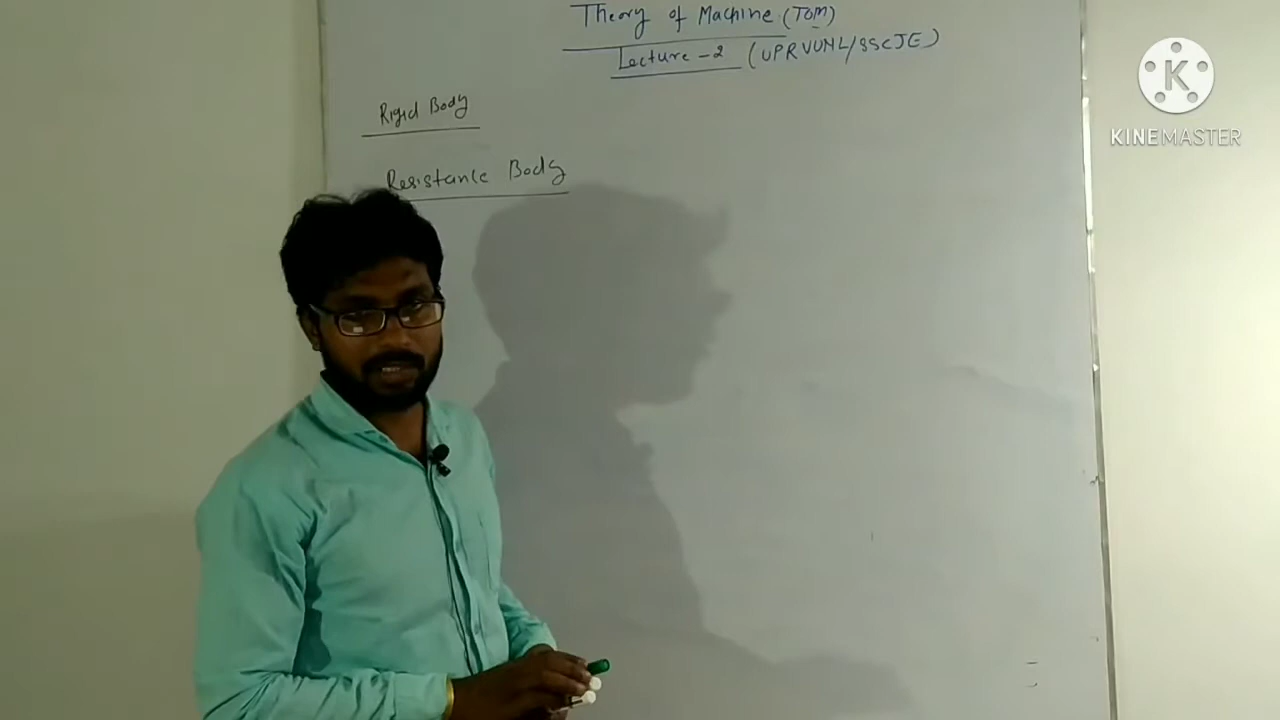 Theory of Machine (TOM)
Lecture-2 (UPRVUNL/SSCJE)
Rigid Body
Resistance Body
K
KINEMASTER